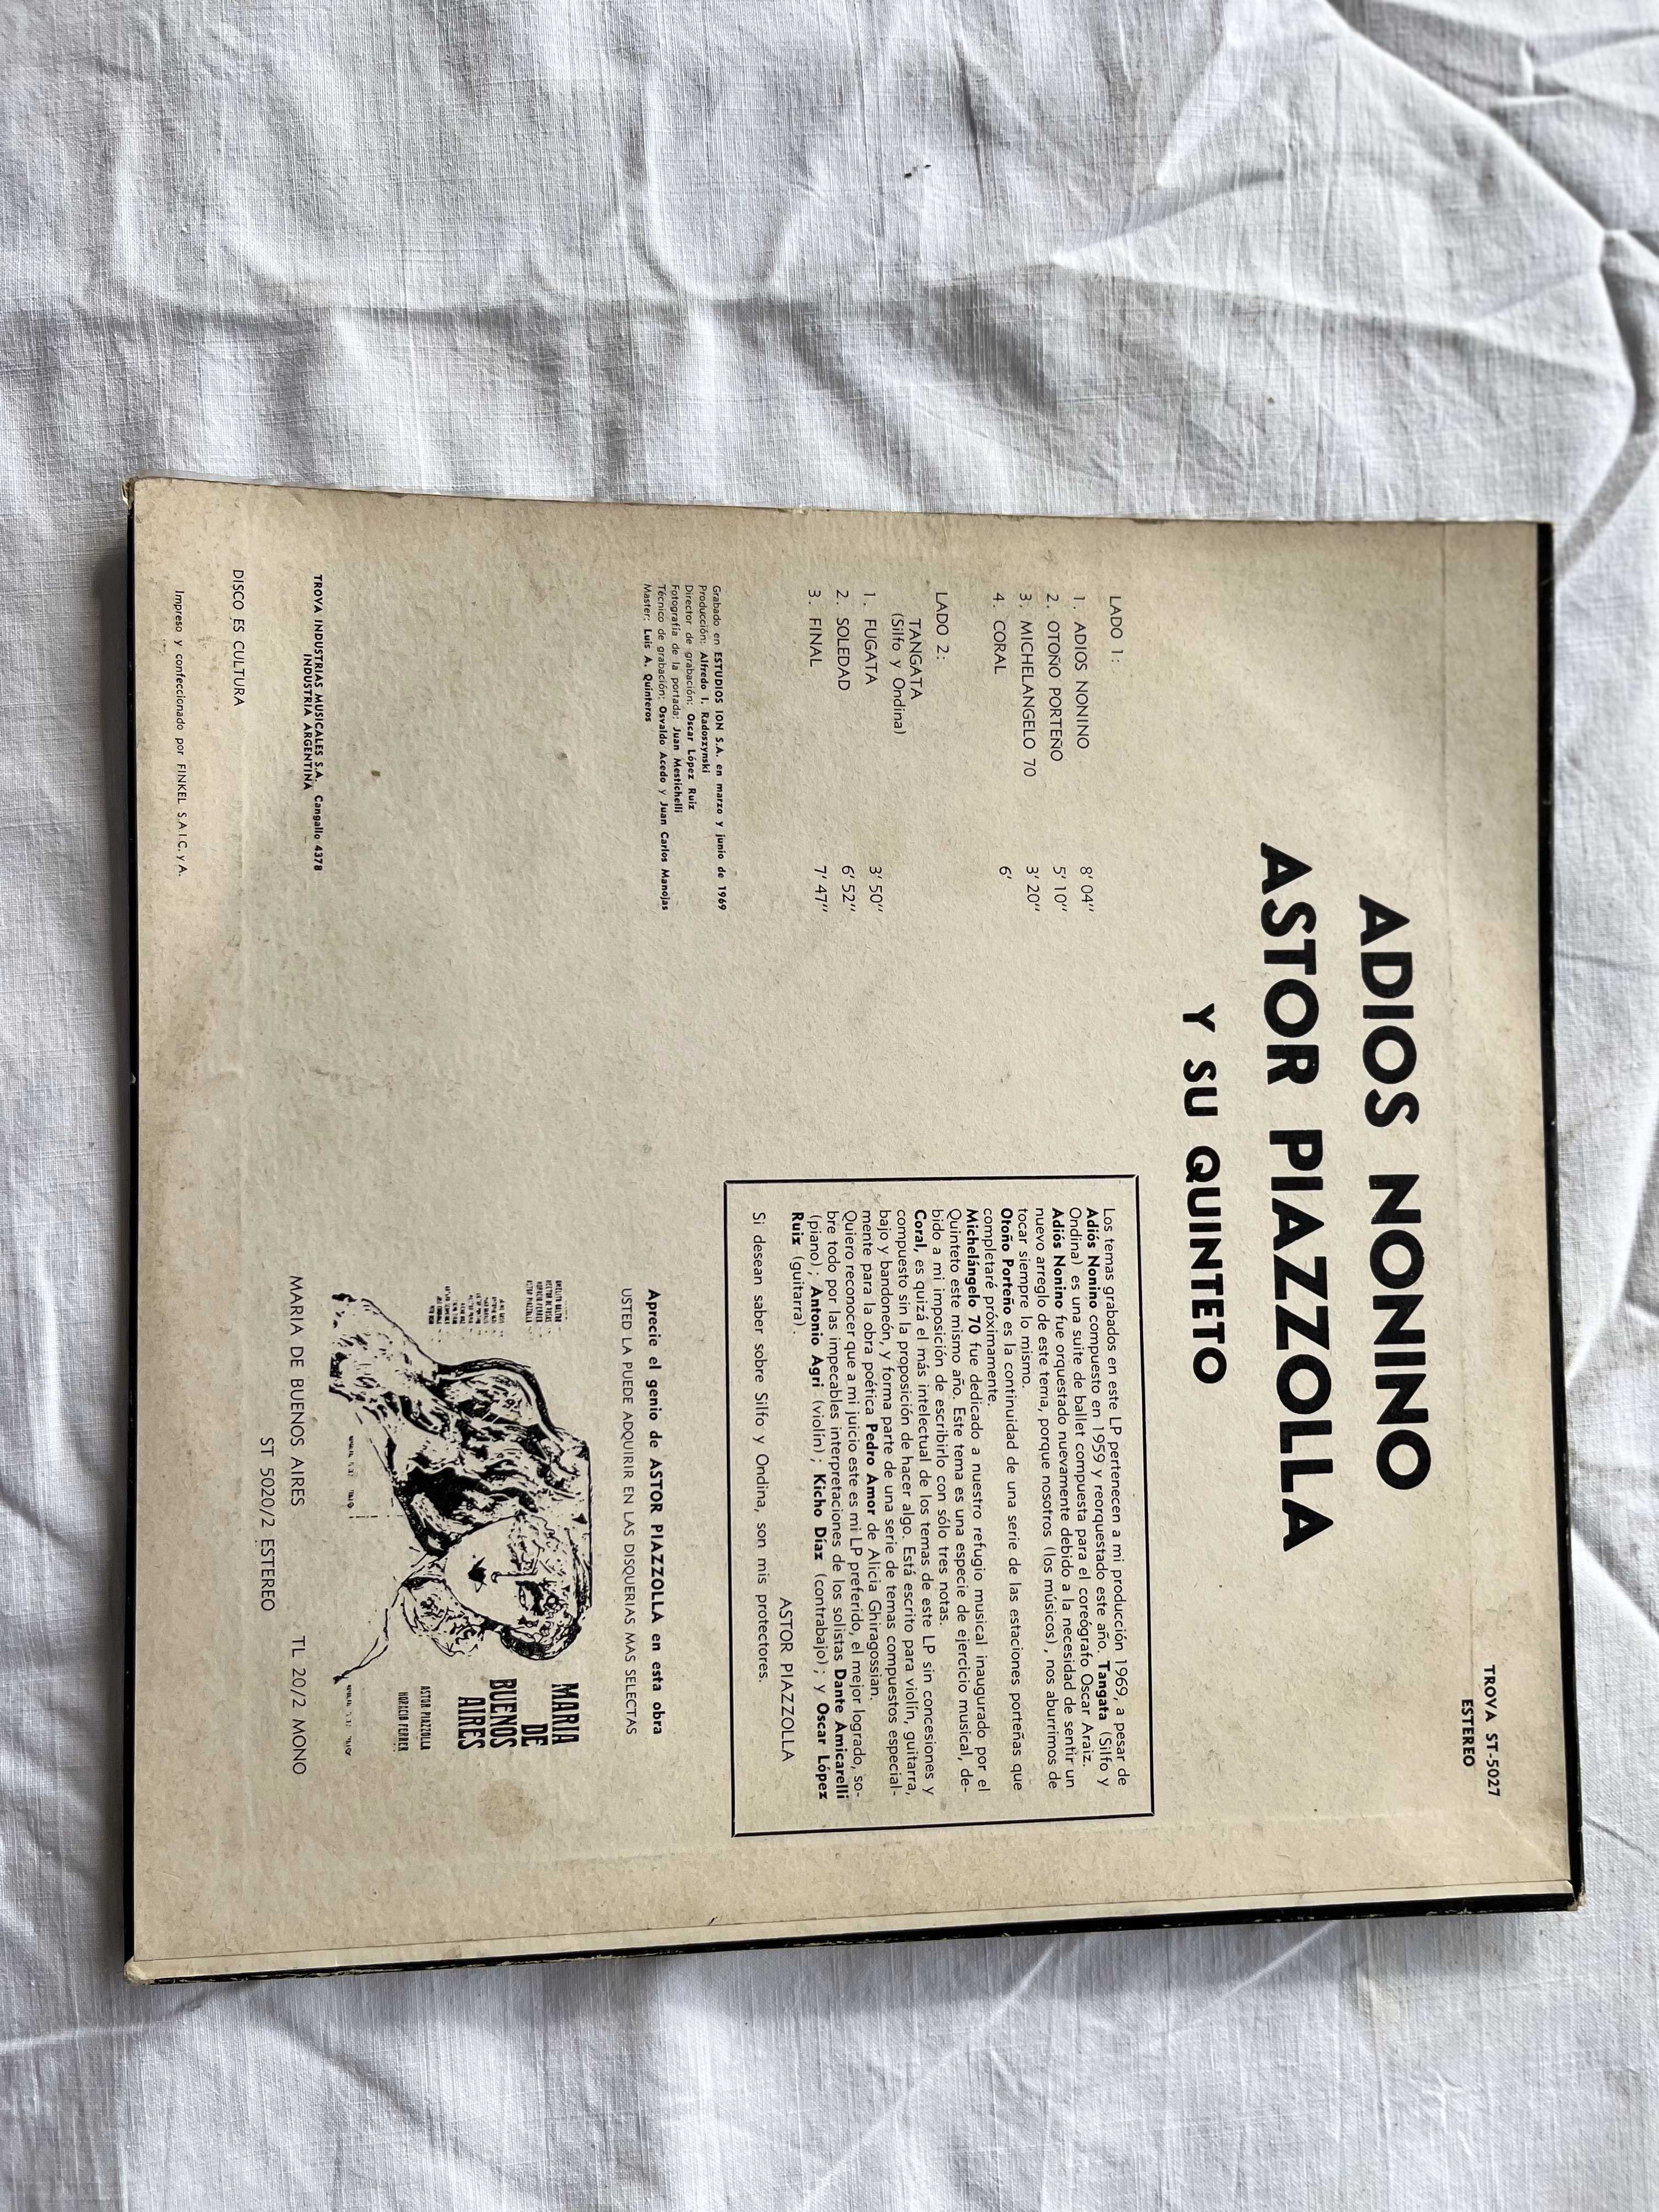 TROVA ST-5027
ESTEREO
ADIOS NONINO
ASTOR PIAZZOLLA
Y SU QUINTETO
LADO 1:
1. ADIOS NONINO 8' 04''
2. OTOÑO PORTEÑO 5' 10''
3. MICHELANGELO 70 3' 20''
4. CORAL 6'
LADO 2:
TANGATA
(Silfo y Ondina)
1. FUGATA 3' 50''
2. SOLEDAD 6' 52''
3. FINAL 7' 47''
Grabado en ESTUDIOS ION S.A. en marzo y junio de 1969
Producción: Alfredo I. Radoszynski
Director de grabación: Oscar López Ruiz
Fotografía de la portada: Juan Mestichelli
Técnico de grabación: Osvaldo Acedo y Juan Carlos Manojas
Master: Luis A. Quinteros
TROVA INDUSTRIAS MUSICALES S.A. Cangallo 4378
INDUSTRIA ARGENTINA
DISCO ES CULTURA
Impreso y confeccionado por FINKEL S.A.I.C. y A.
Los temas grabados en este LP pertenecen a mi producción 1969, a pesar de
Adiós Nonino compuesto en 1959 y reorquestado este año. Tangata (Silfo y
Ondina) es una suite de ballet compuesta para el coreógrafo Oscar Araiz.
Adiós Nonino fue orquestado nuevamente debido a la necesidad de sentir un
nuevo arreglo de este tema, porque nosotros (los músicos), nos aburrimos de
tocar siempre lo mismo.
Otoño Porteño es la continuidad de una serie de las estaciones porteñas que
completaré próximamente.
Michelángelo 70 fue dedicado a nuestro refugio musical inaugurado por el
Quinteto este mismo año. Este tema es una especie de ejercicio musical, de-
bido a mi imposición de escribirlo con sólo tres notas.
Coral, es quizá el más intelectual de los temas de este LP sin concesiones y
compuesto sin la proposición de hacer algo. Está escrito para violín, guitarra,
bajo y bandoneón, y forma parte de una serie de temas compuestos especial-
mente para la obra poética Pedro Amor de Alicia Ghiragossian.
Quiero reconocer que a mi juicio este es mi LP preferido, el mejor logrado, so-
bre todo por las impecables interpretaciones de los solistas Dante Amicarelli
(piano); Antonio Agri (violín); Kicho Díaz (contrabajo); y Oscar López
Ruiz (guitarra).
ASTOR PIAZZOLLA
Si desean saber sobre Silfo y Ondina, son mis protectores.
Aprecie el genio de ASTOR PIAZZOLLA en esta obra
USTED LA PUEDE ADQUIRIR EN LAS DISQUERIAS MAS SELECTAS
MARIA
DE
BUENOS
AIRES
ASTOR PIAZZOLLA
HORACIO FERRER
MARIA DE BUENOS AIRES TL 20/2 MONO
ST 5020/2 ESTEREO